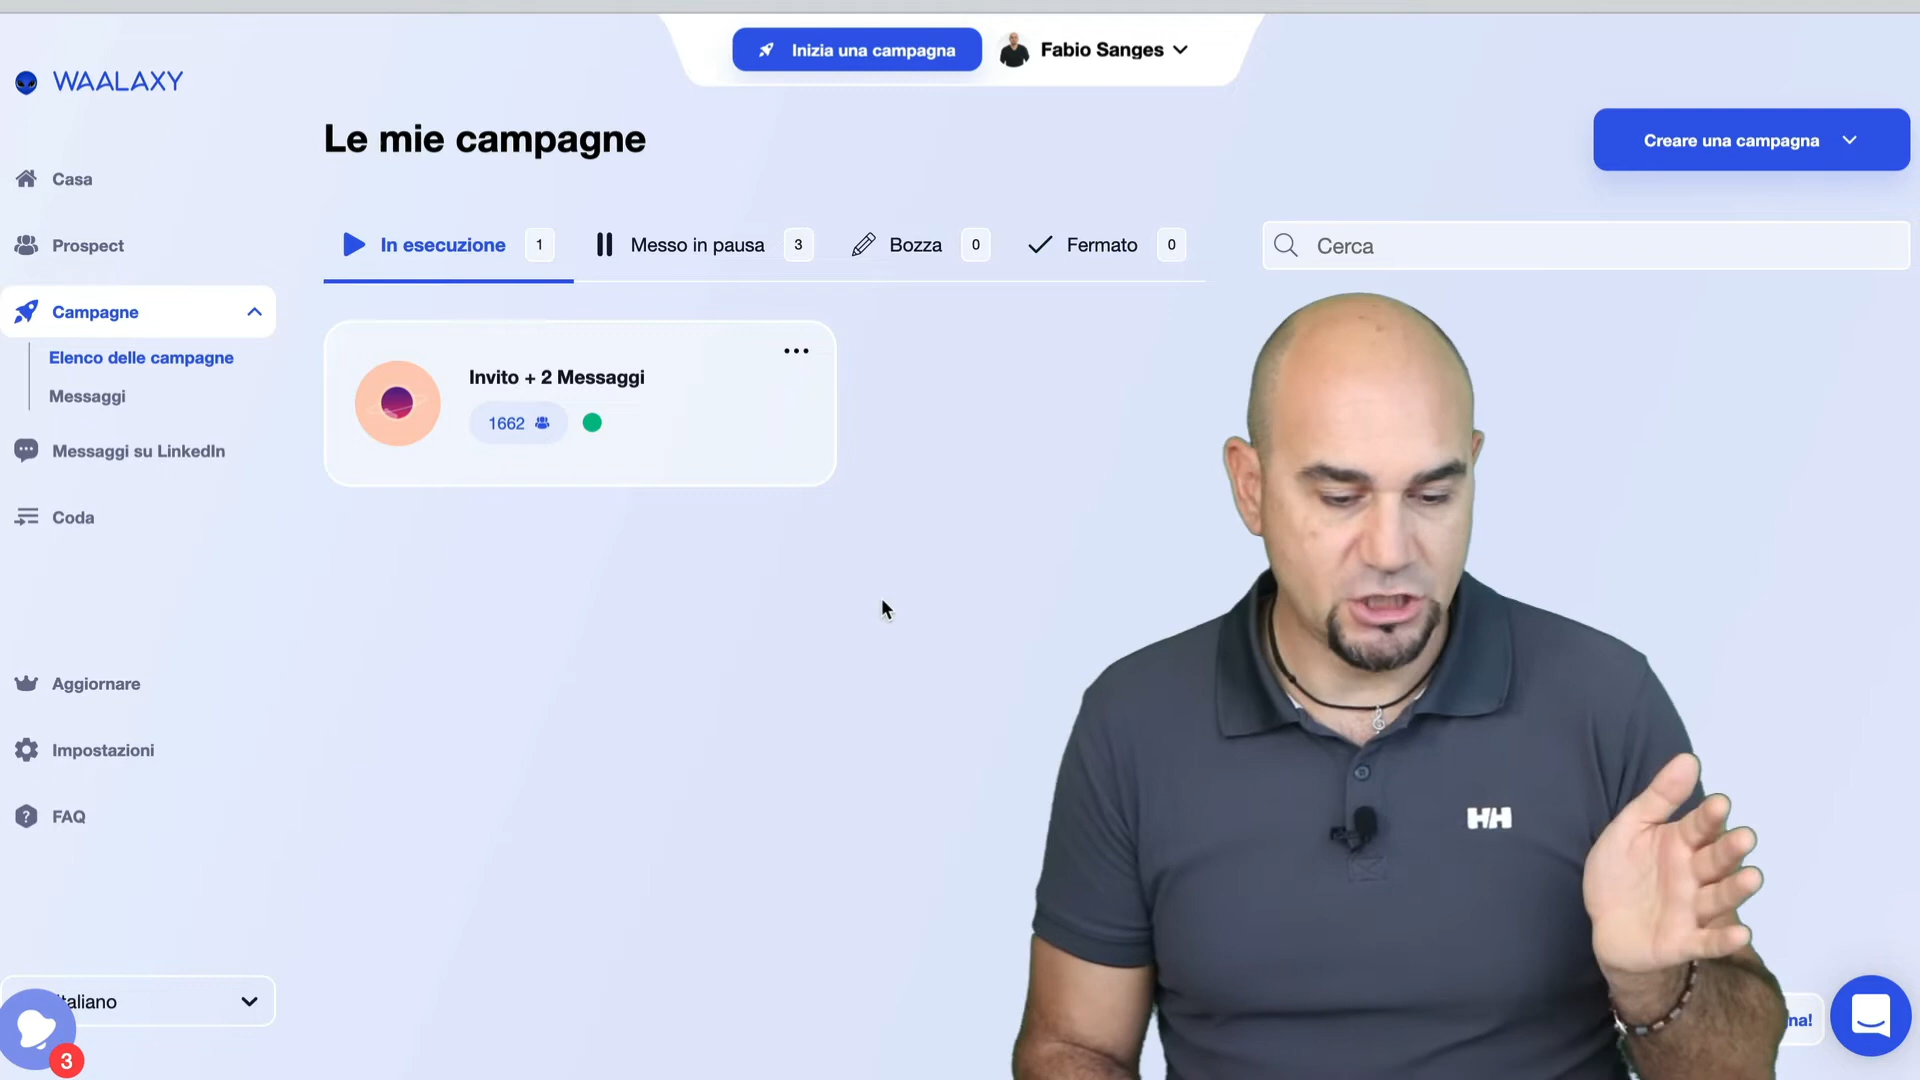 Inizia una campagna
Fabio Sanges
WAALAXY
Le mie campagne
Creare una campagna
Casa
Prospect
Campagne
Elenco delle campagne
Messaggi
Messaggi su LinkedIn
Coda
Aggiornare
Impostazioni
FAQ
In esecuzione 1
Messo in pausa 3
Bozza 0
Fermato 0
Cerca
Invito + 2 Messaggi
1662
HH
taliano
3
na!